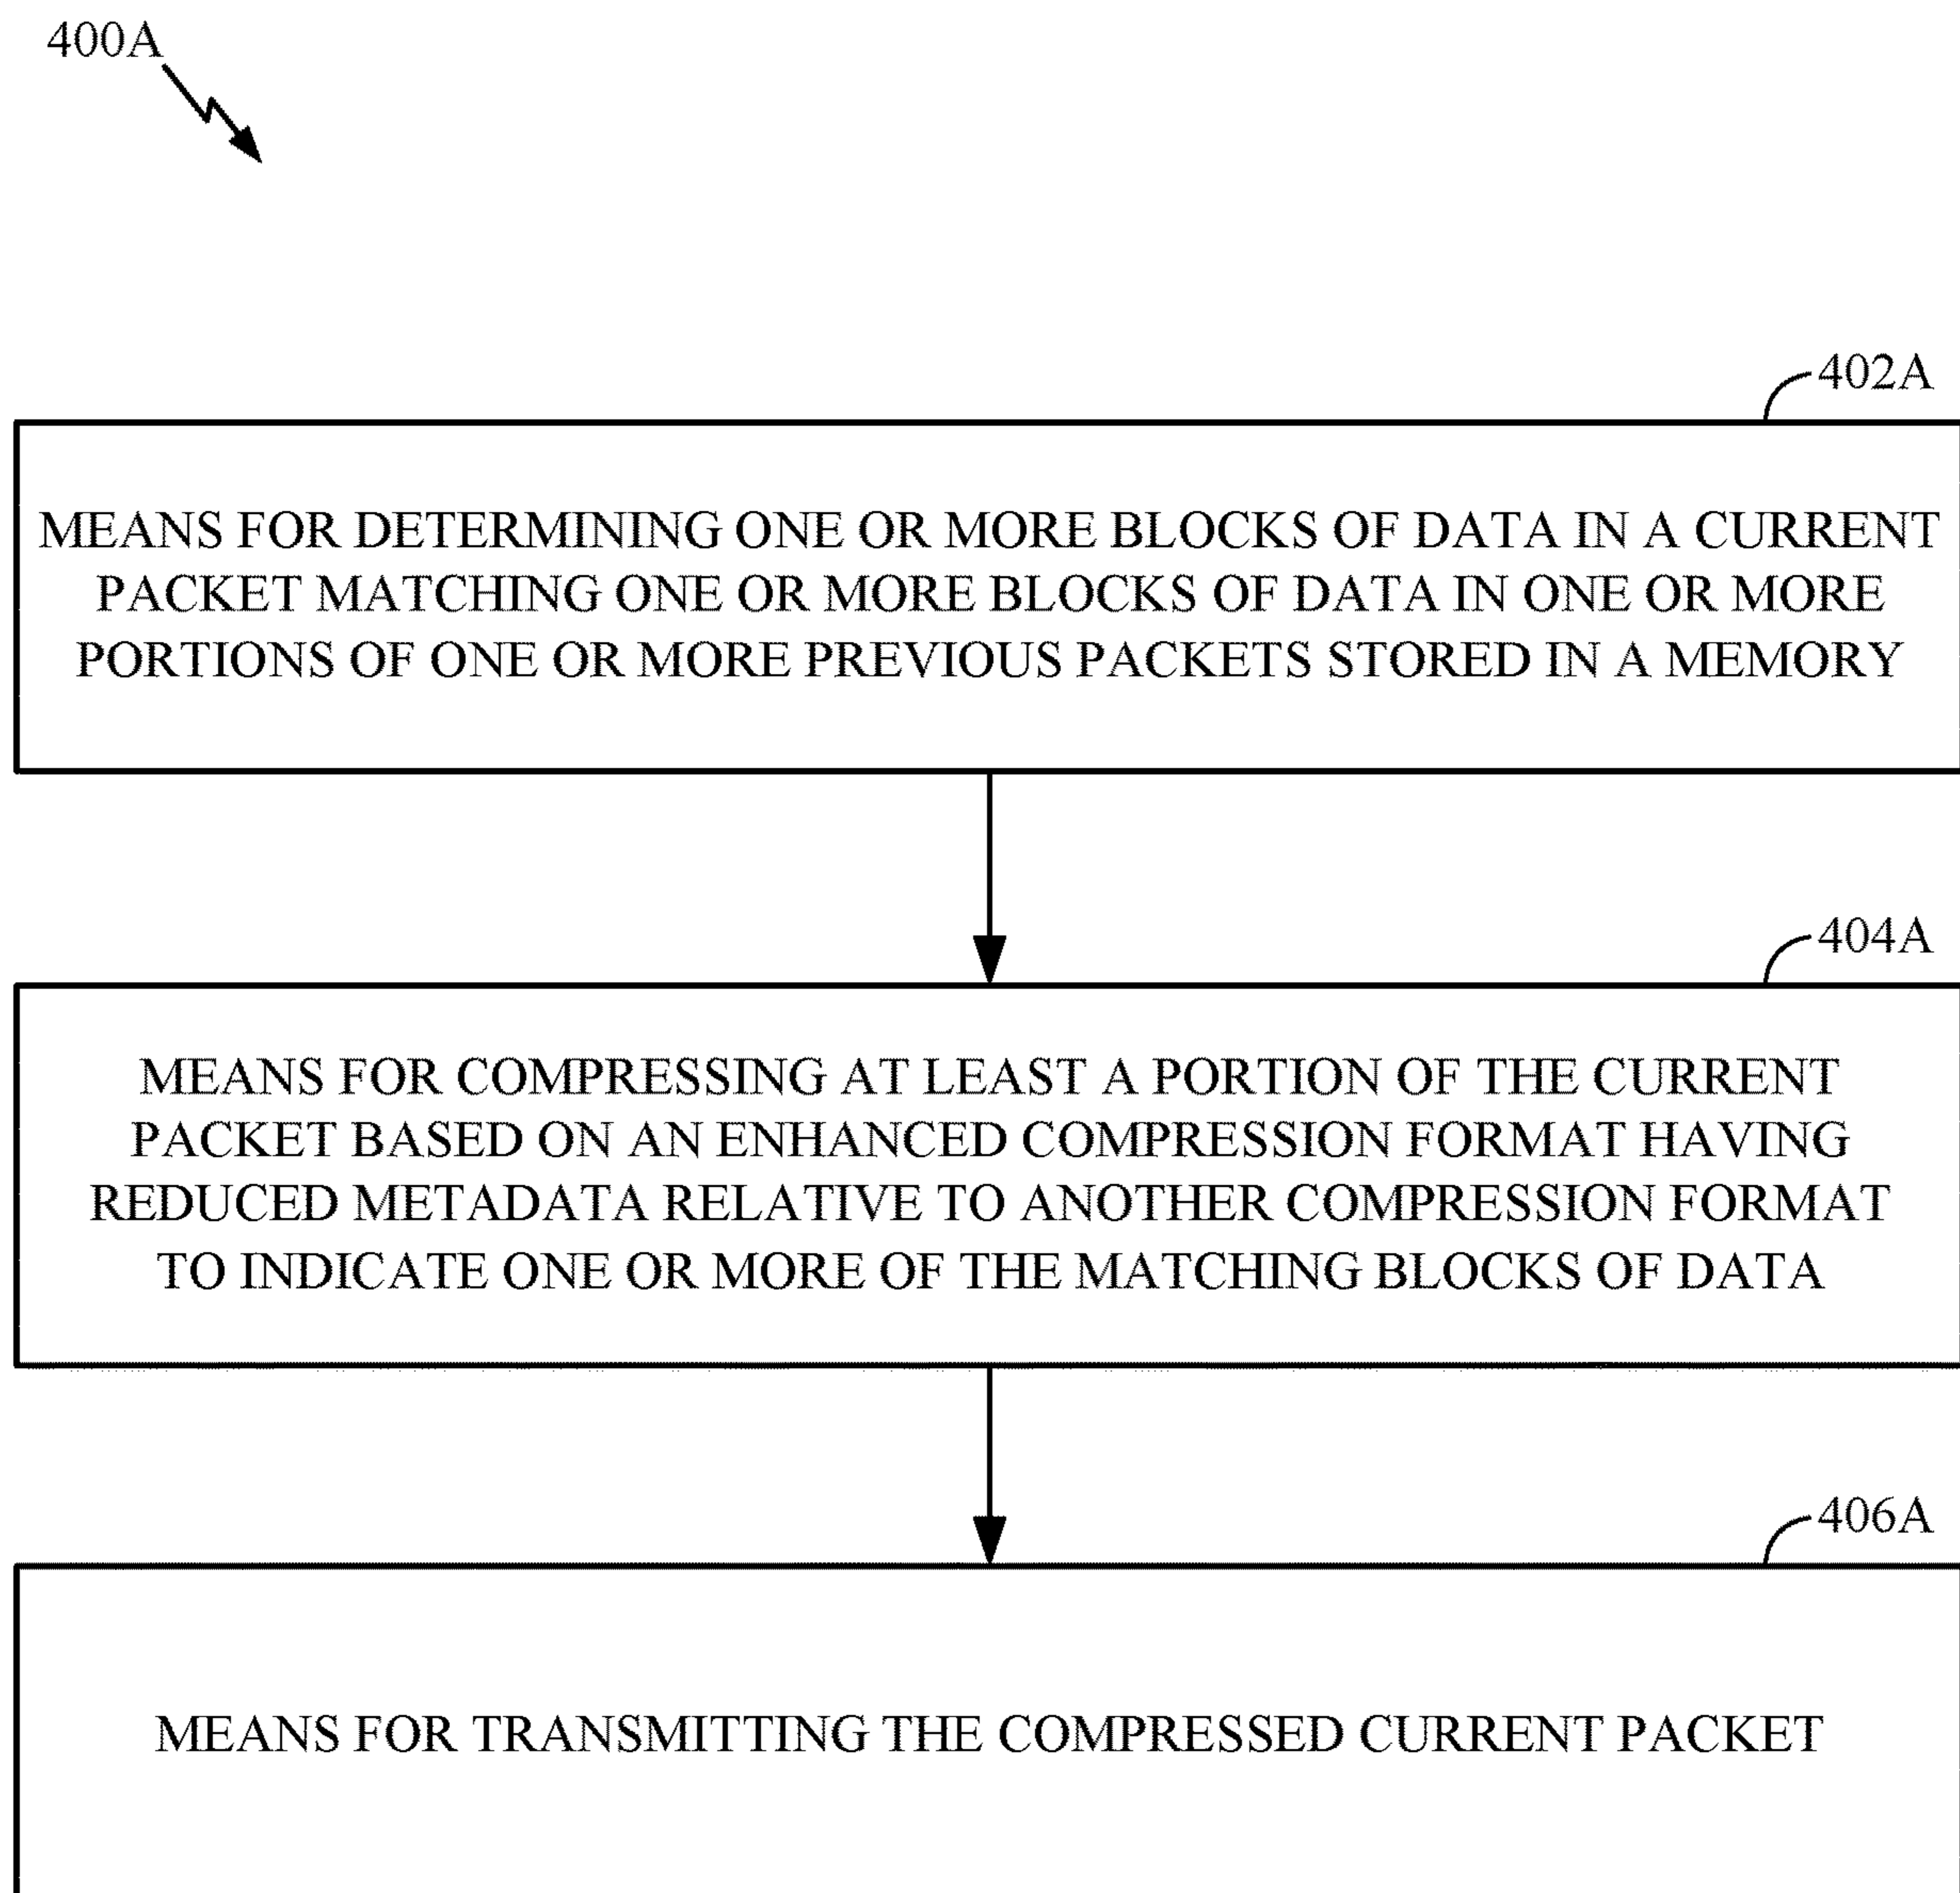 400A
402A
MEANS FOR DETERMINING ONE OR MORE BLOCKS OF DATA IN A CURRENT
PACKET MATCHING ONE OR MORE BLOCKS OF DATA IN ONE OR MORE
PORTIONS OF ONE OR MORE PREVIOUS PACKETS STORED IN A MEMORY
404A
MEANS FOR COMPRESSING AT LEAST A PORTION OF THE CURRENT
PACKET BASED ON AN ENHANCED COMPRESSION FORMAT HAVING
REDUCED METADATA RELATIVE TO ANOTHER COMPRESSION FORMAT
TO INDICATE ONE OR MORE OF THE MATCHING BLOCKS OF DATA
406A
MEANS FOR TRANSMITTING THE COMPRESSED CURRENT PACKET